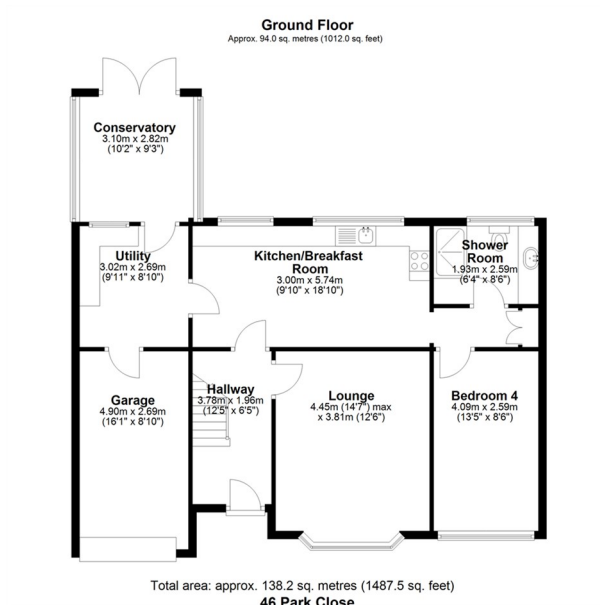 Ground Floor
Approx. 94.0 sq. metres (1012.0 sq. feet)
Conservatory
3.10m x 2.82m
(10'2" x 9'3")
Utility
3.02m x 2.69m
(9'11" x 8'10")
Kitchen/Breakfast
Room
3.00m x 5.74m
(9'10" x 18'10")
Shower
Room
1.93m x 2.59m
(6'4" x 8'6")
Garage
4.90m x 2.69m
(16'1" x 8'10")
Hallway
3.78m x 1.96m
(12'5" x 6'5")
Lounge
4.45m (14'7") max
x 3.81m (12'6")
Bedroom 4
4.09m x 2.59m
(13'5" x 8'6")
Total area: approx. 138.2 sq. metres (1487.5 sq. feet)
46 Park Close